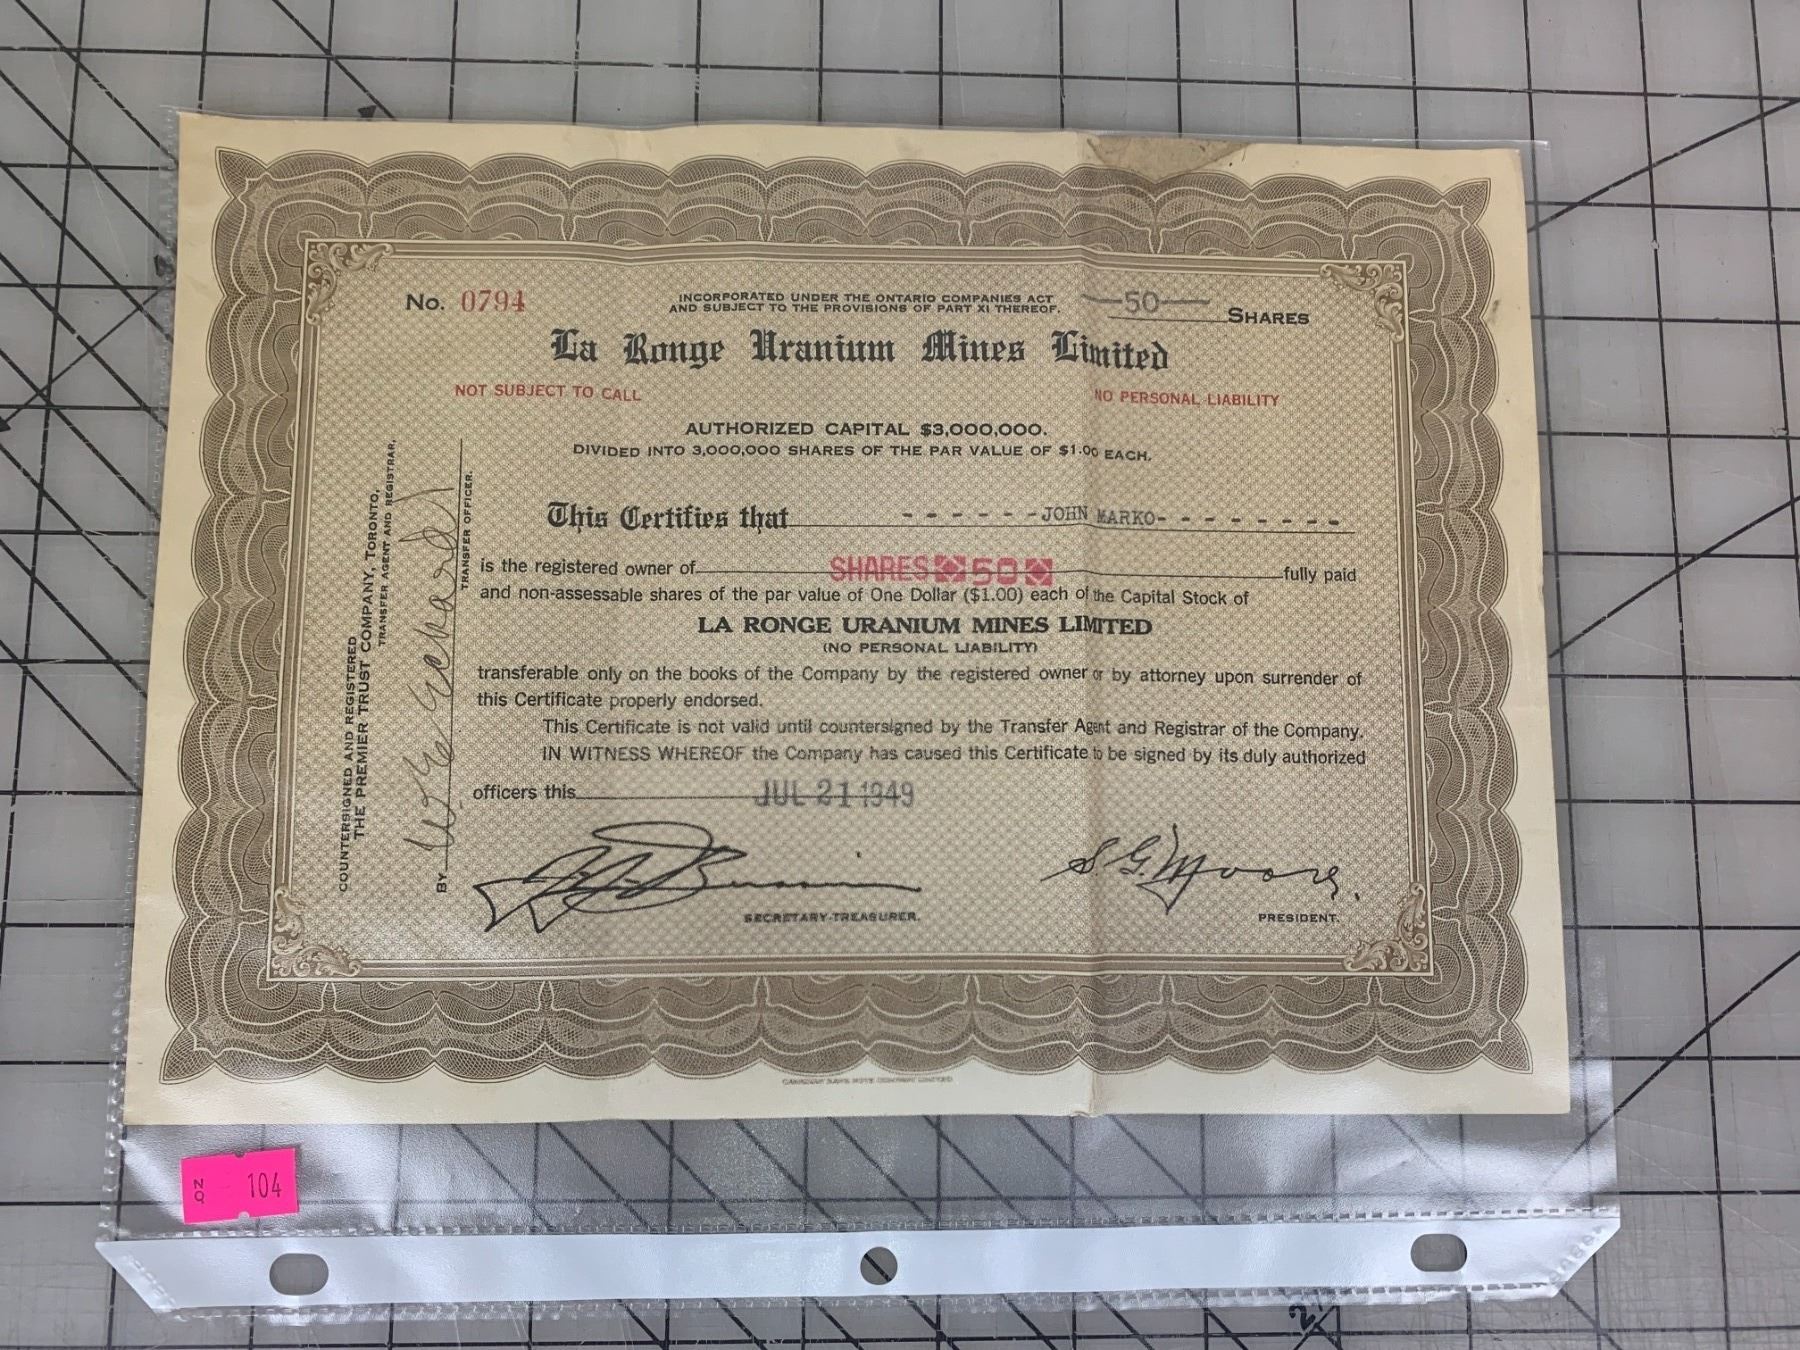 No. 0794
INCORPORATED UNDER THE ONTARIO COMPANIES ACT
AND SUBJECT TO THE PROVISIONS OF PART XI THEREOF.
—50— SHARES
La Ronge Uranium Mines Limited
NOT SUBJECT TO CALL
NO PERSONAL LIABILITY
AUTHORIZED CAPITAL $3,000,000.
DIVIDED INTO 3,000,000 SHARES OF THE PAR VALUE OF $1.00 EACH.
This Certifies that - - - - - -JOHN MARKO- - - - - - - - -
is the registered owner of SHARES 50 fully paid
and non-assessable shares of the par value of One Dollar ($1.00) each of the Capital Stock of
LA RONGE URANIUM MINES LIMITED
(NO PERSONAL LIABILITY)
transferable only on the books of the Company by the registered owner or by attorney upon surrender of
this Certificate properly endorsed.
This Certificate is not valid until countersigned by the Transfer Agent and Registrar of the Company.
IN WITNESS WHEREOF the Company has caused this Certificate to be signed by its duly authorized
officers this JUL 21 1949
S G. Moore.
SECRETARY-TREASURER.
PRESIDENT.
COUNTERSIGNED AND REGISTERED
THE PREMIER TRUST COMPANY, TORONTO,
TRANSFER AGENT AND REGISTRAR,
BY
TRANSFER OFFICER.
CANADIAN BANK NOTE COMPANY LIMITED
NO 104
2